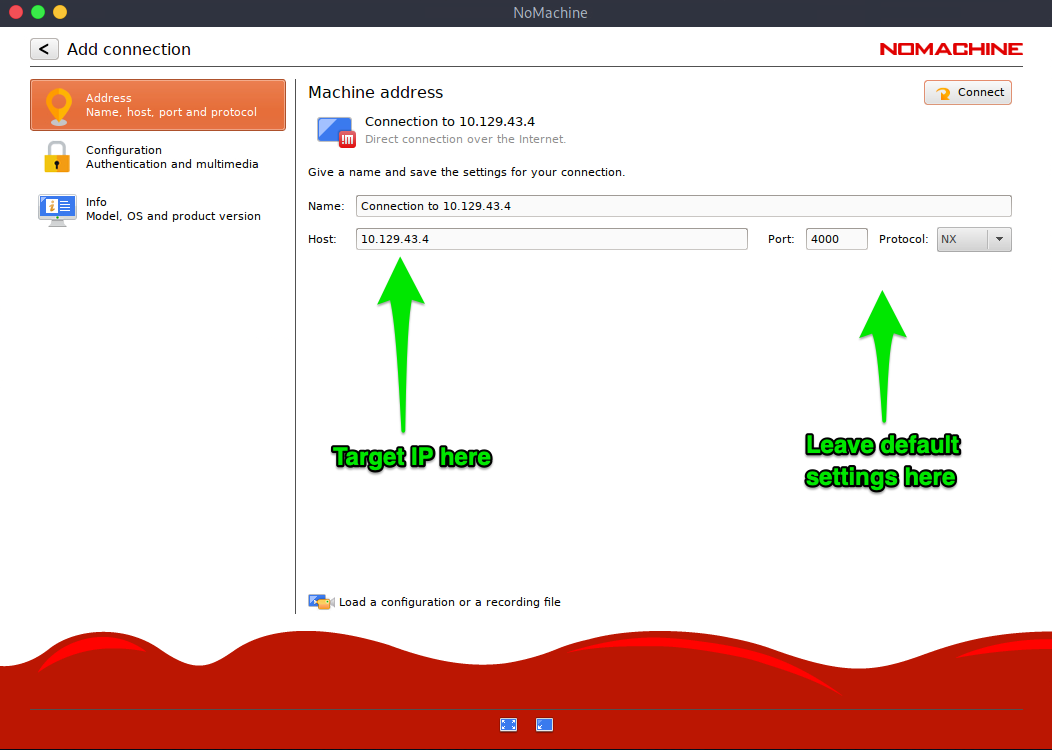 NoMachine
< Add connection
NOMACHINE
Address
Name, host, port and protocol
Configuration
Authentication and multimedia
Info
Model, OS and product version
Machine address
Connect
Connection to 10.129.43.4
Direct connection over the Internet.
Give a name and save the settings for your connection.
Name: Connection to 10.129.43.4
Host: 10.129.43.4 Port: 4000 Protocol: NX
Target IP here
Leave default
settings here
Load a configuration or a recording file